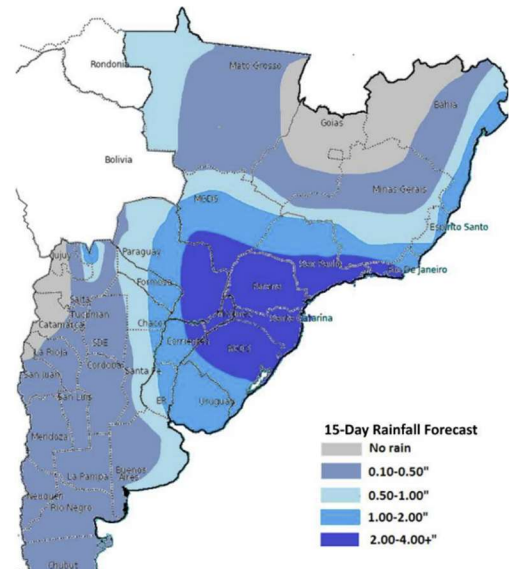 Rondonia
Mato Grosso
Bahia
Goias
Bolivia
Minas Gerais
MGDS
Espirito Santo
Jujuy
Paraguay
Sao Paulo
Rio De Janeiro
Formosa
Parana
Salta
Tucuman
Santa Catarina
Catamarca
Chaco
Corrientes
La Rioja
SDE
RGDS
Cordoba
Santa Fe
San Juan
San Luis
ER
Uruguay
Mendoza
15-Day Rainfall Forecast
No rain
La Pampa
Buenos
Aires
0.10-0.50"
Neuquen
0.50-1.00"
Rio Negro
1.00-2.00"
2.00-4.00+"
Chubut